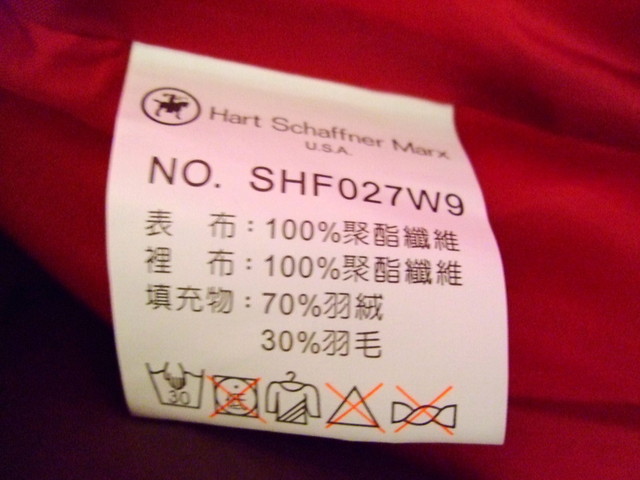 Hart Schaffner Marx
U.S.A.
NO. SHF027W9
表 布：100%聚酯纖維
裡 布：100%聚酯纖維
填充物：70%羽絨
30%羽毛
30